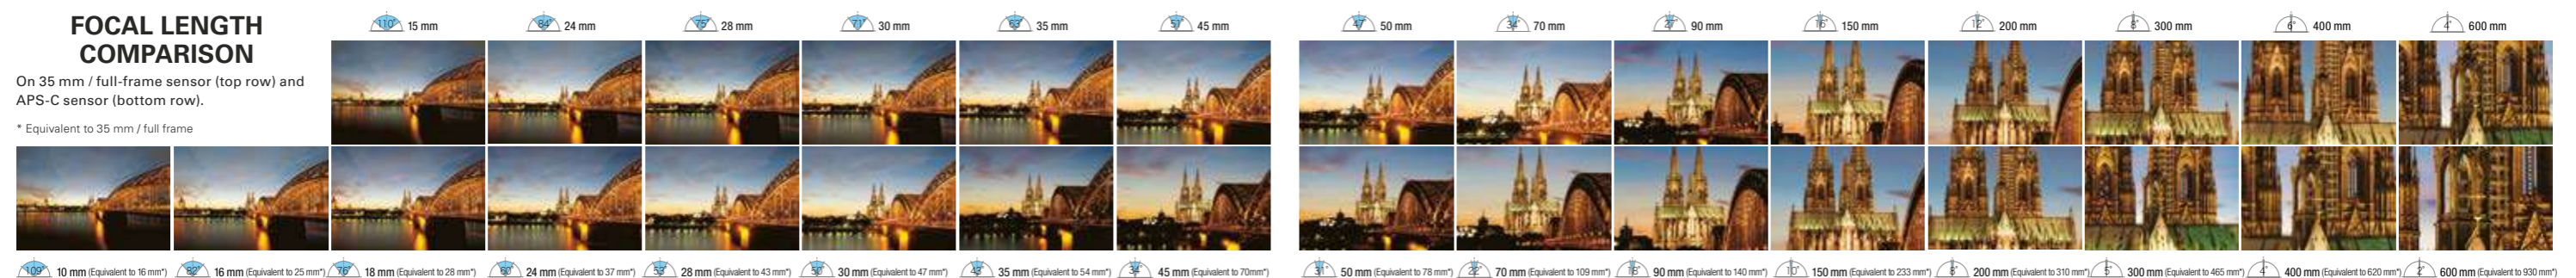 FOCAL LENGTH
COMPARISON
On 35 mm / full-frame sensor (top row) and
APS-C sensor (bottom row).
* Equivalent to 35 mm / full frame
110° 15 mm
84° 24 mm
75° 28 mm
71° 30 mm
63° 35 mm
51° 45 mm
47° 50 mm
34° 70 mm
27° 90 mm
16° 150 mm
12° 200 mm
8° 300 mm
6° 400 mm
4° 600 mm
109° 10 mm (Equivalent to 16 mm*)
82° 16 mm (Equivalent to 25 mm*)
76° 18 mm (Equivalent to 28 mm*)
60° 24 mm (Equivalent to 37 mm*)
53° 28 mm (Equivalent to 43 mm*)
50° 30 mm (Equivalent to 47 mm*)
43° 35 mm (Equivalent to 54 mm*)
34° 45 mm (Equivalent to 70mm*)
31° 50 mm (Equivalent to 78 mm*)
22° 70 mm (Equivalent to 109 mm*)
18° 90 mm (Equivalent to 140 mm*)
10° 150 mm (Equivalent to 233 mm*)
8° 200 mm (Equivalent to 310 mm*)
5° 300 mm (Equivalent to 465 mm*)
4° 400 mm (Equivalent to 620 mm*)
2° 600 mm (Equivalent to 930 mm*)